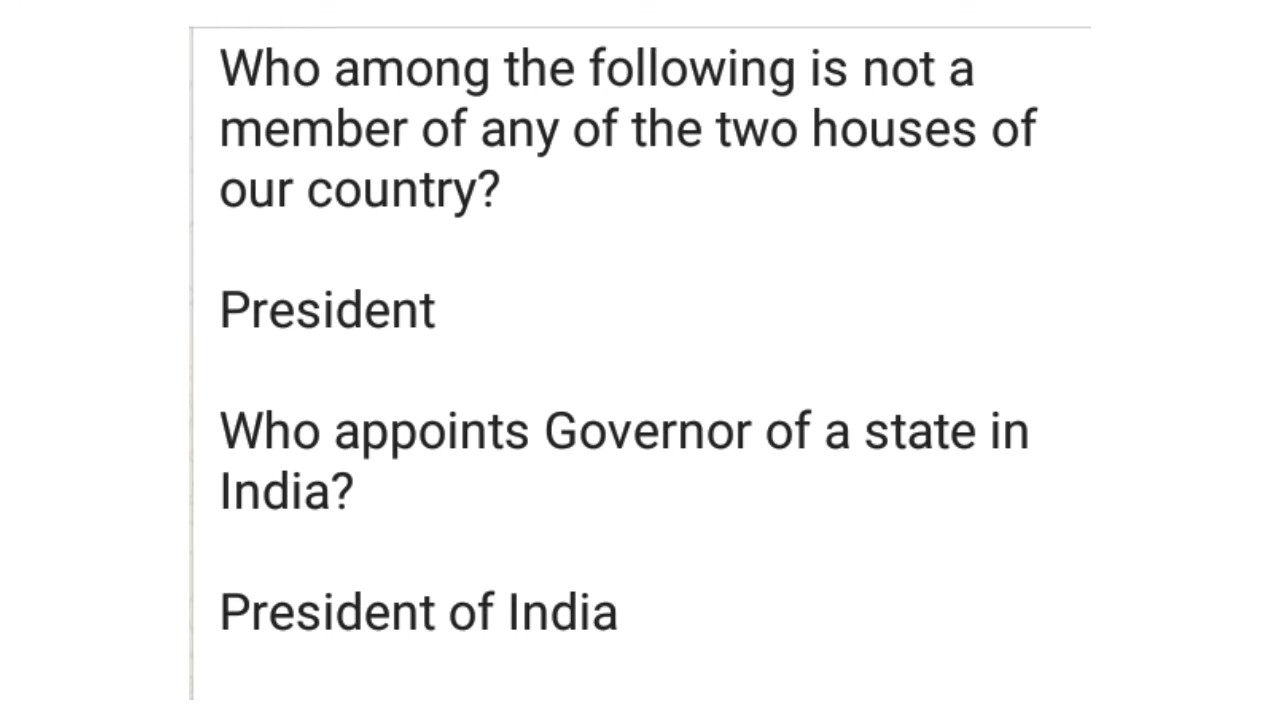 Who among the following is not a
member of any of the two houses of
our country?
President
Who appoints Governor of a state in
India?
President of India